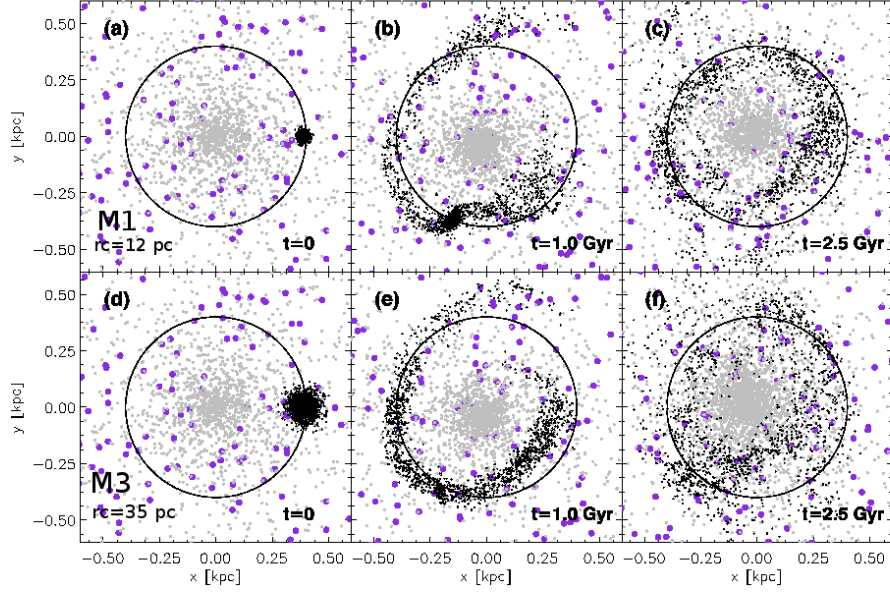 (a) (b) (c)
0.50
0.25
y [kpc] 0.00
−0.25
M1
rc=12 pc t=0 t=1.0 Gyr t=2.5 Gyr
−0.50
(d) (e) (f)
0.50
0.25
y [kpc] 0.00
−0.25
M3
rc=35 pc t=0 t=1.0 Gyr t=2.5 Gyr
−0.50
−0.50 −0.25 0.00 0.25 0.50 −0.50 −0.25 0.00 0.25 0.50 −0.50 −0.25 0.00 0.25 0.50
x [kpc] x [kpc] x [kpc]